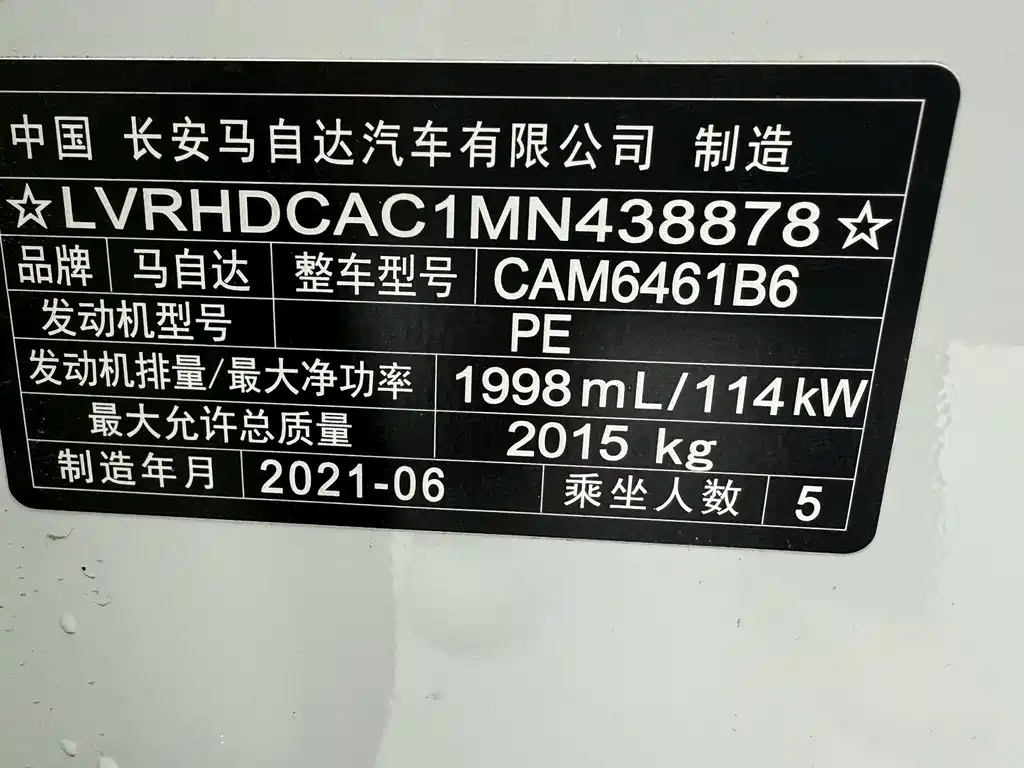 中国 长安马自达汽车有限公司 制造
☆LVRHDCAC1MN438878☆
品牌 马自达 整车型号 CAM6461B6
发动机型号 PE
发动机排量/最大净功率 1998mL/114kW
最大允许总质量 2015 kg
制造年月 2021-06 乘坐人数 5